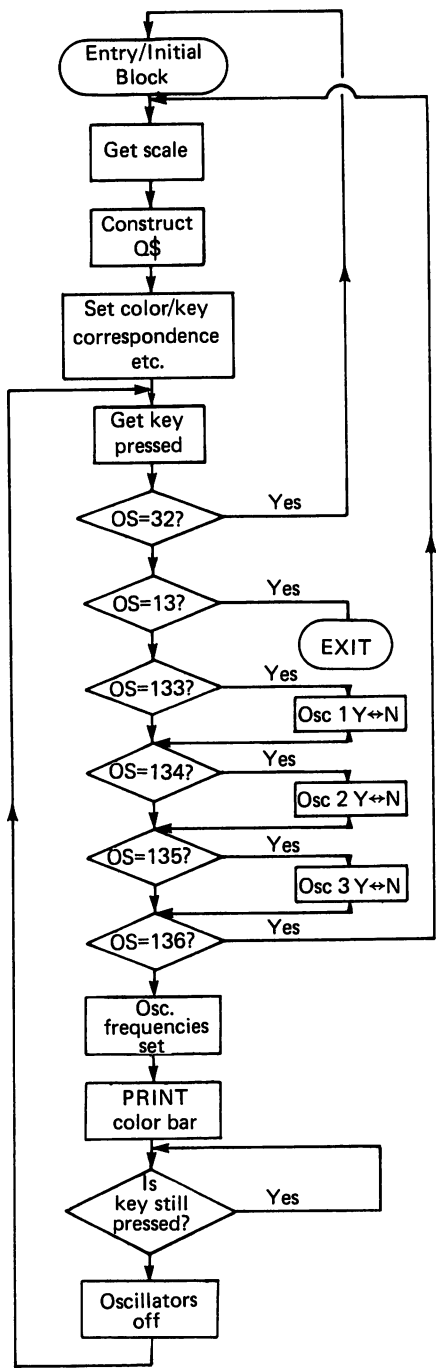 Entry/Initial
Block
Get scale
Construct
Q$
Set color/key
correspondence
etc.
Get key
pressed
OS=32?
Yes
OS=13?
Yes
EXIT
OS=133?
Yes
Osc 1 Y↔N
OS=134?
Yes
Osc 2 Y↔N
OS=135?
Yes
Osc 3 Y↔N
OS=136?
Yes
Osc.
frequencies
set
PRINT
color bar
Is
key still
pressed?
Yes
Oscillators
off